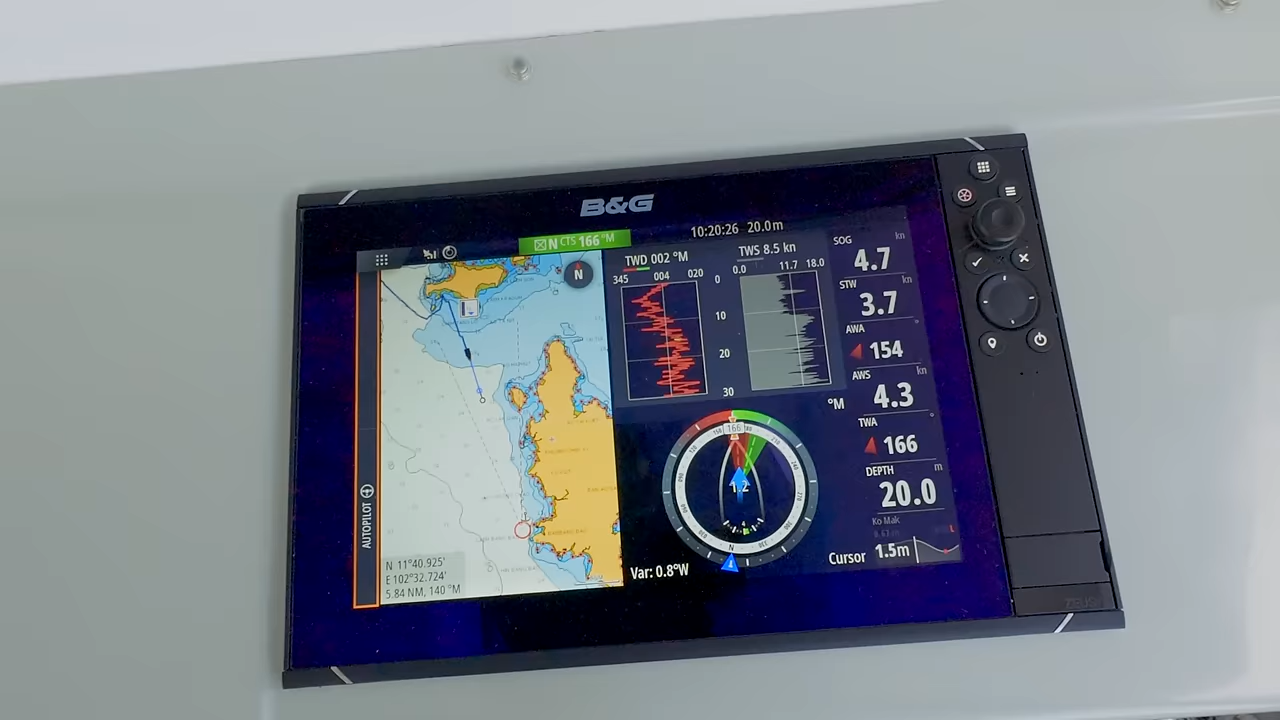 B&G
10:20:26 20.0m
N CTS 166 °M
N
AUTOPILOT
N 11°40.925'
E 102°32.724'
5.84 NM, 140 °M
TWD 002 °M
345 004 020
TWS 8.5 kn
0.0 11.7 18.0
0
10
20
30
°M
166
N
Var: 0.8°W
SOG kn
4.7
STW kn
3.7
AWA °
154
AWS kn
4.3
TWA °
166
DEPTH m
20.0
Ko Mak
Cursor 1.5m
L
ZEUS